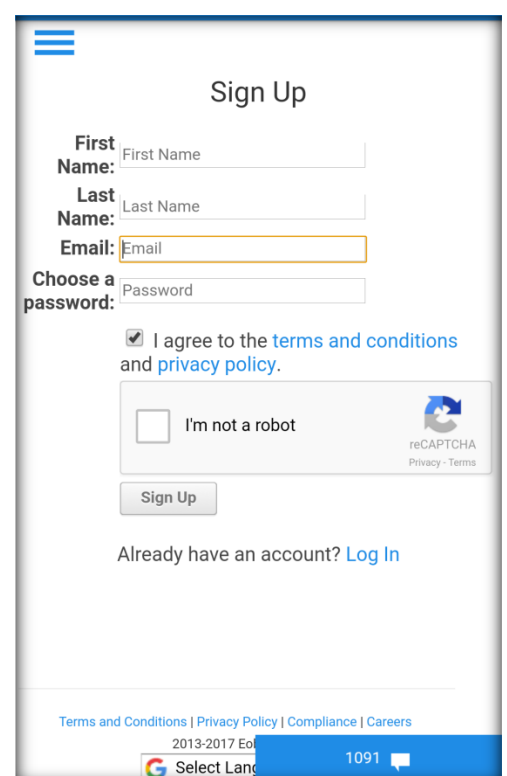 Sign Up
First Name: First Name
Last Name: Last Name
Email: Email
Choose a password: Password
I agree to the terms and conditions
and privacy policy.
I'm not a robot
reCAPTCHA
Privacy - Terms
Sign Up
Already have an account? Log In
Terms and Conditions | Privacy Policy | Compliance | Careers
2013-2017
Select
1091